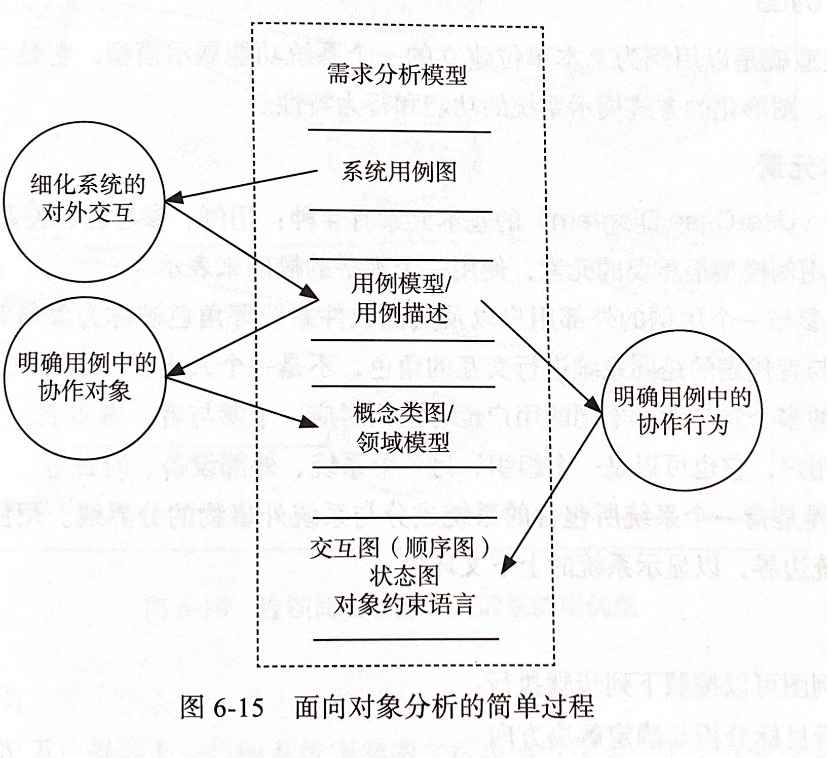 需求分析模型
系统用例图
细化系统的
对外交互
用例模型/
用例描述
明确用例中的
协作对象
概念类图/
领域模型
明确用例中的
协作行为
交互图（顺序图）
状态图
对象约束语言
图 6-15 面向对象分析的简单过程